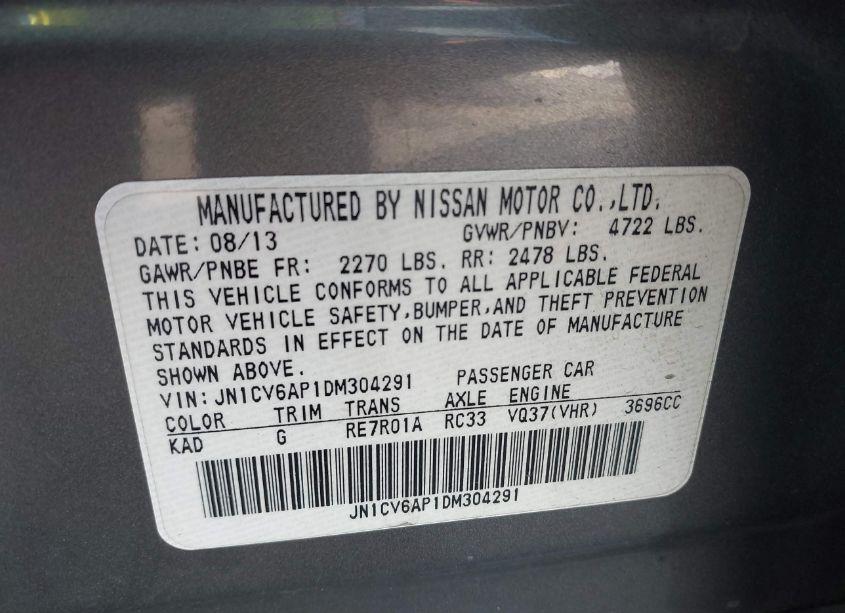 MANUFACTURED BY NISSAN MOTOR CO.,LTD.
DATE: 08/13 GVWR/PNBV: 4722 LBS.
GAWR/PNBE FR: 2270 LBS. RR: 2478 LBS.
THIS VEHICLE CONFORMS TO ALL APPLICABLE FEDERAL
MOTOR VEHICLE SAFETY,BUMPER,AND THEFT PREVENTION
STANDARDS IN EFFECT ON THE DATE OF MANUFACTURE
SHOWN ABOVE.
VIN: JN1CV6AP1DM304291 PASSENGER CAR
COLOR TRIM TRANS AXLE ENGINE
KAD G RE7R01A RC33 VQ37(VHR) 3696CC
JN1CV6AP1DM304291